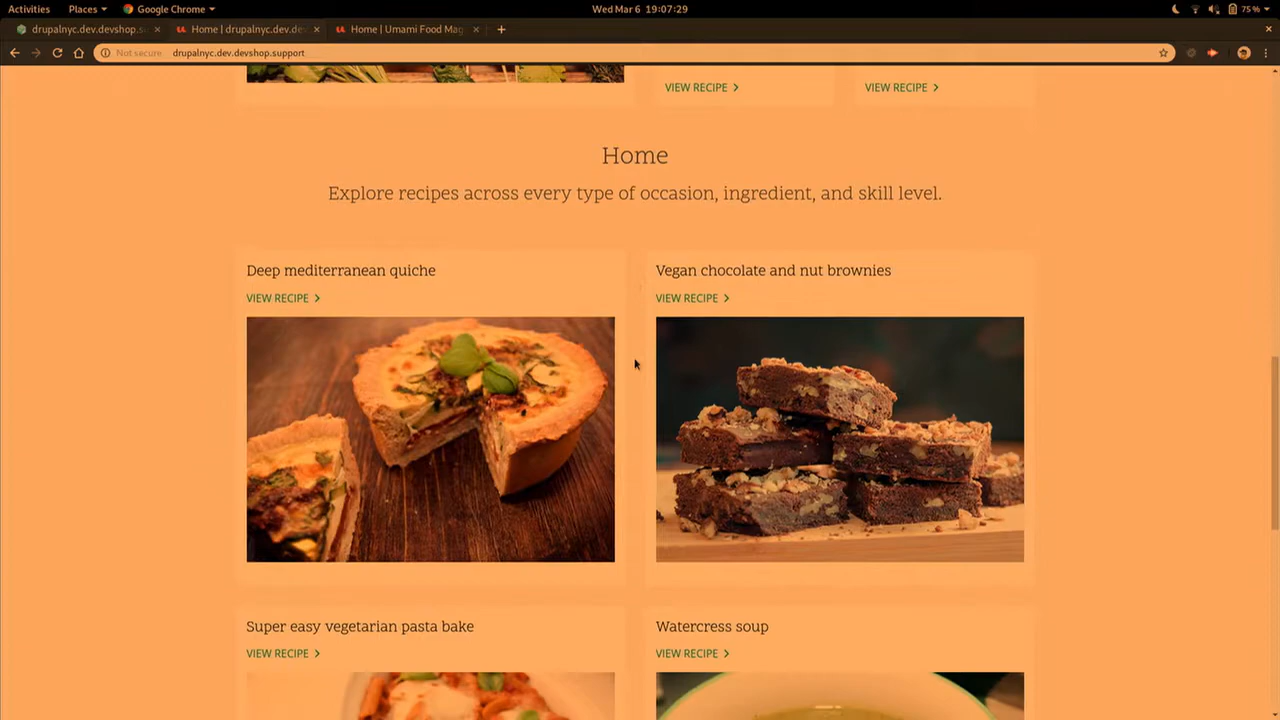 Activities Places Google Chrome Wed Mar 6 19:07:29 75%
drupalnyc.dev.devshop.s Home | drupalnyc.dev.de Home | Umami Food Mag
Not secure drupalnyc.dev.devshop.support
VIEW RECIPE VIEW RECIPE
Home
Explore recipes across every type of occasion, ingredient, and skill level.
Deep mediterranean quiche Vegan chocolate and nut brownies
VIEW RECIPE VIEW RECIPE
Super easy vegetarian pasta bake Watercress soup
VIEW RECIPE VIEW RECIPE